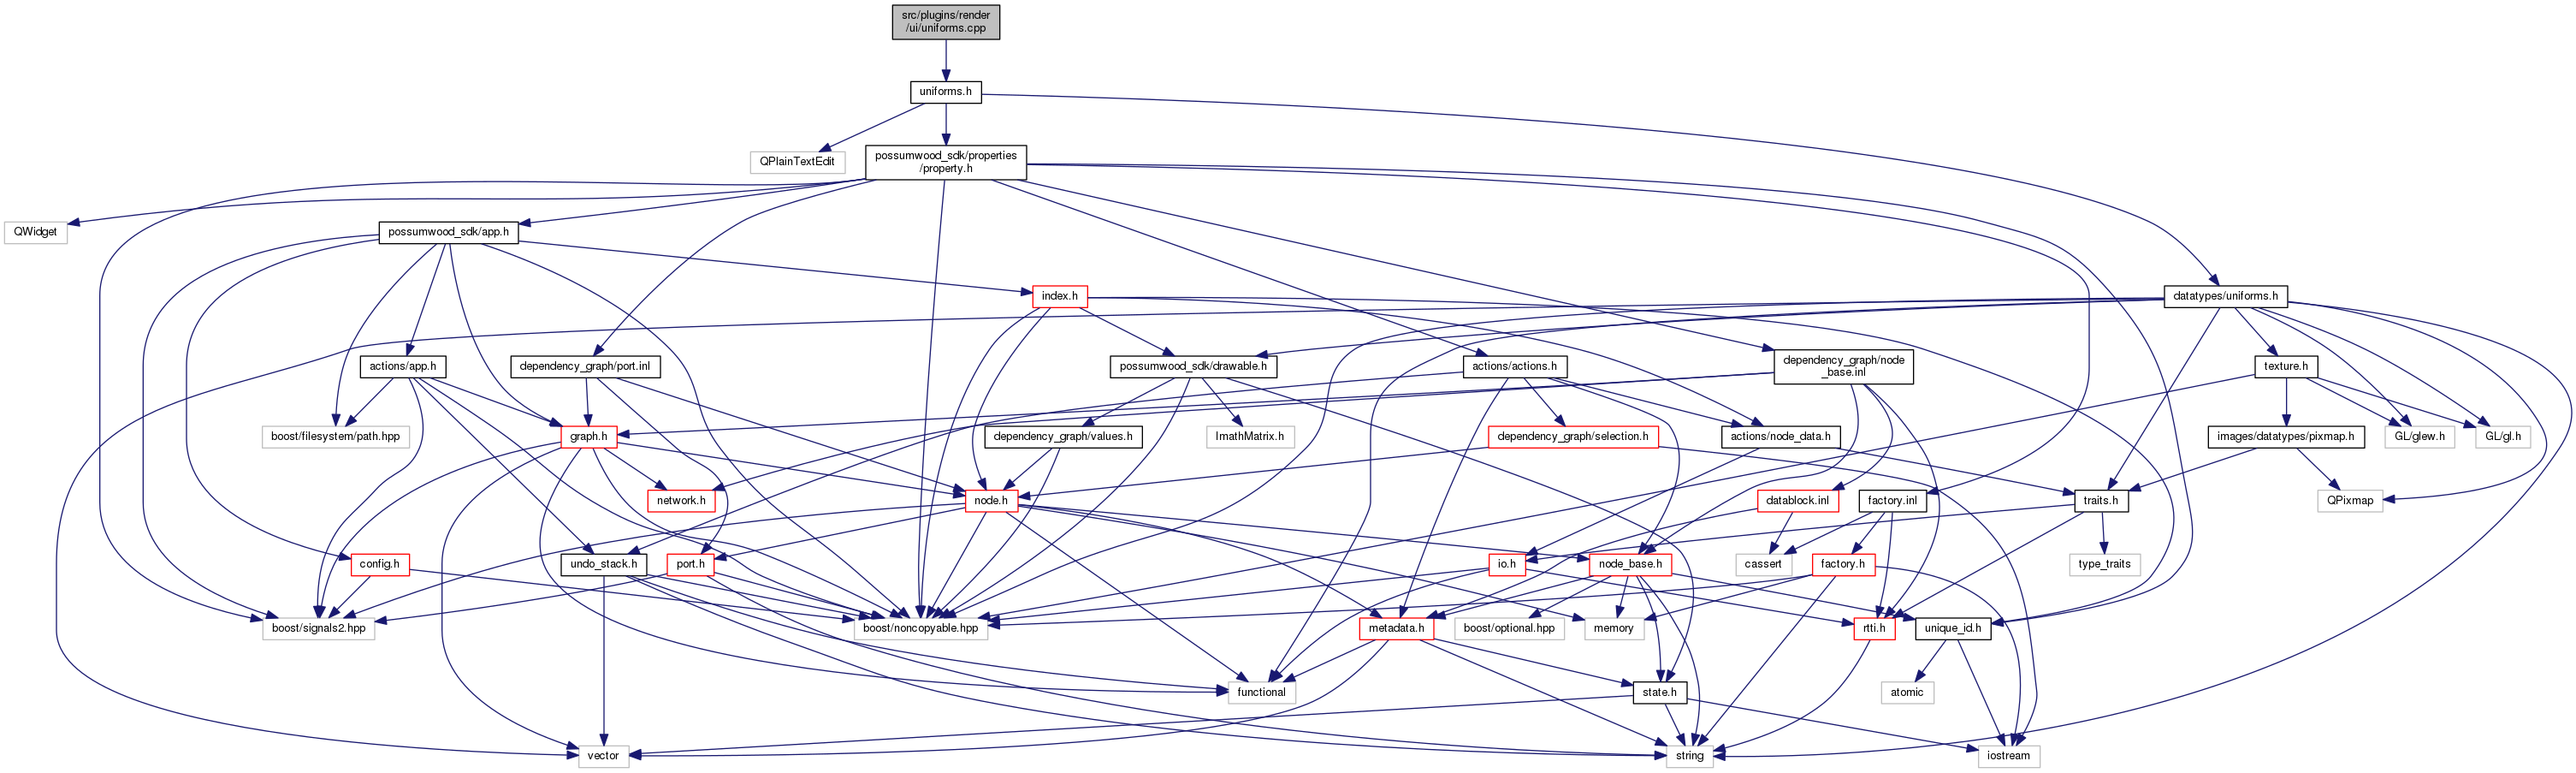 src/plugins/render
/ui/uniforms.cpp
uniforms.h
QPlainTextEdit
possumwood_sdk/properties
/property.h
QWidget
possumwood_sdk/app.h
index.h
datatypes/uniforms.h
actions/app.h
dependency_graph/port.inl
possumwood_sdk/drawable.h
actions/actions.h
dependency_graph/node
_base.inl
texture.h
boost/filesystem/path.hpp
graph.h
dependency_graph/values.h
ImathMatrix.h
dependency_graph/selection.h
actions/node_data.h
images/datatypes/pixmap.h
GL/glew.h
GL/gl.h
network.h
node.h
datablock.inl
factory.inl
traits.h
QPixmap
config.h
undo_stack.h
port.h
io.h
node_base.h
cassert
factory.h
type_traits
boost/signals2.hpp
boost/noncopyable.hpp
metadata.h
boost/optional.hpp
memory
rtti.h
unique_id.h
functional
state.h
atomic
vector
string
iostream